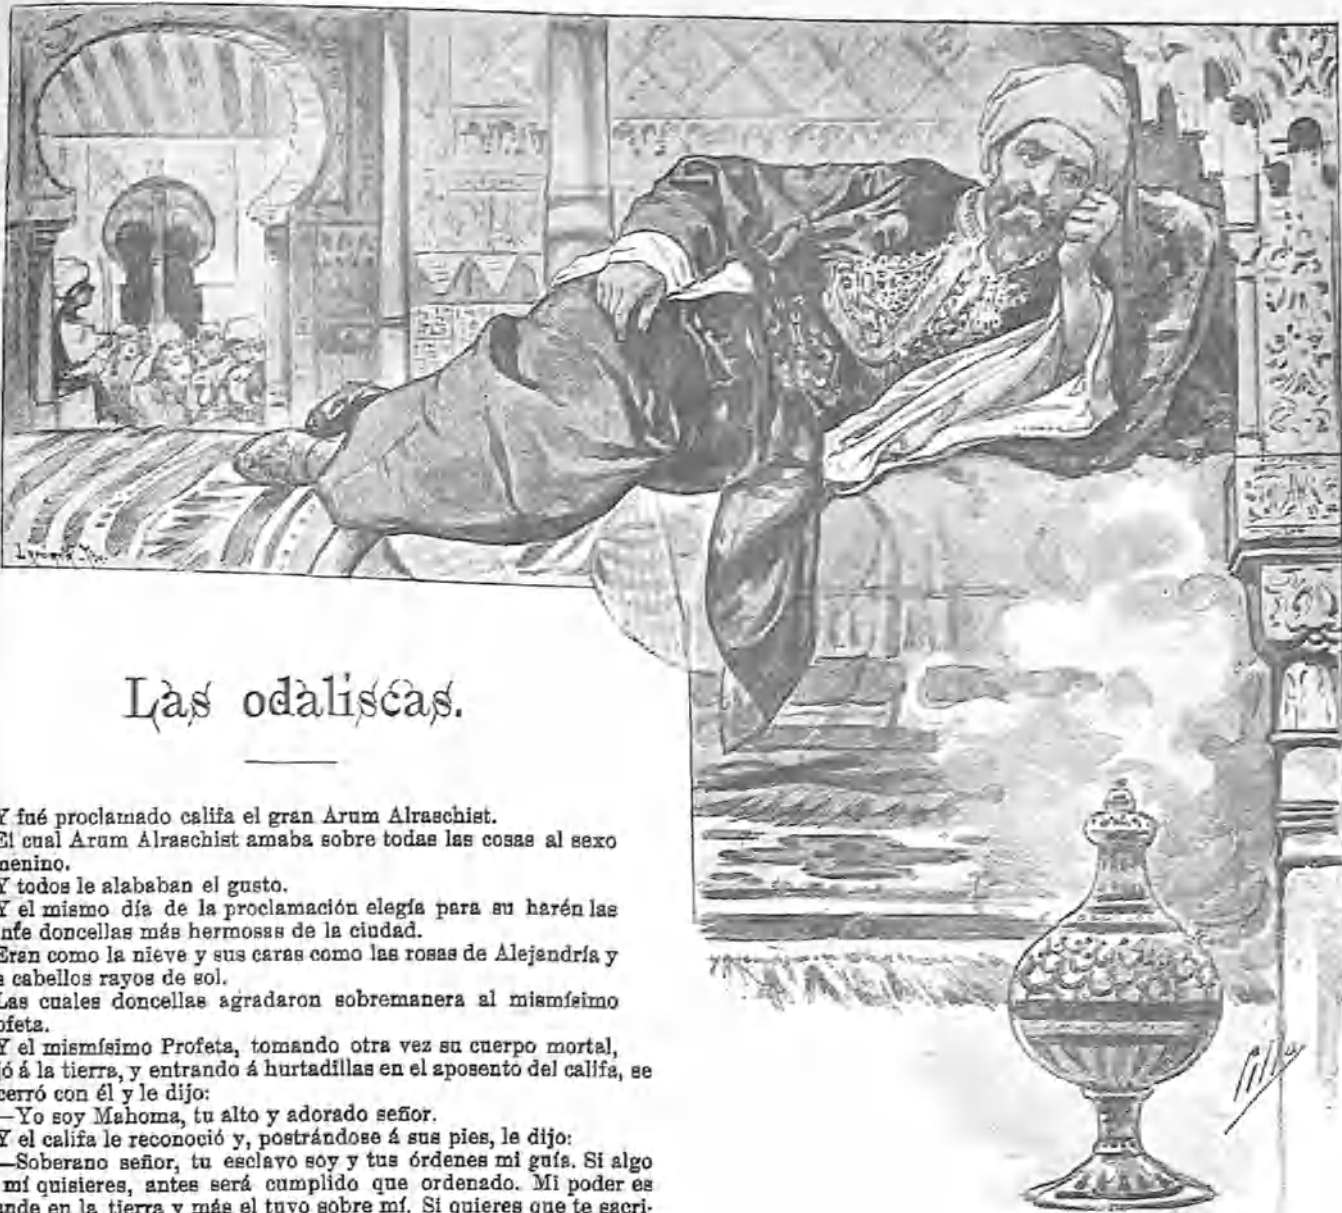 Las odaliscas.
Y fué proclamado califa el gran Arum Alraschist.
El cual Arum Alraschist amaba sobre todas las cosas al sexo
menino.
Y todos le alababan el gusto.
Y el mismo día de la proclamación elegía para su harén las
doncellas más hermosas de la ciudad.
Eran como la nieve y sus caras como las rosas de Alejandría y
s cabellos rayos de sol.
Las cuales doncellas agradaron sobremanera al mismísimo
ofeta.
Y el mismísimo Profeta, tomando otra vez su cuerpo mortal,
jó á la tierra, y entrando á hurtadillas en el aposento del califa, se
cerró con él y le dijo:
—Yo soy Mahoma, tu alto y adorado señor.
Y el califa le reconoció y, postrándose á sus pies, le dijo:
—Soberano señor, tu esclavo soy y tus órdenes mi guía. Si algo
mí quisieres, antes será cumplido que ordenado. Mi poder es
ande en la tierra y más el tuyo sobre mí. Si quieres que te sacri-
Cilla